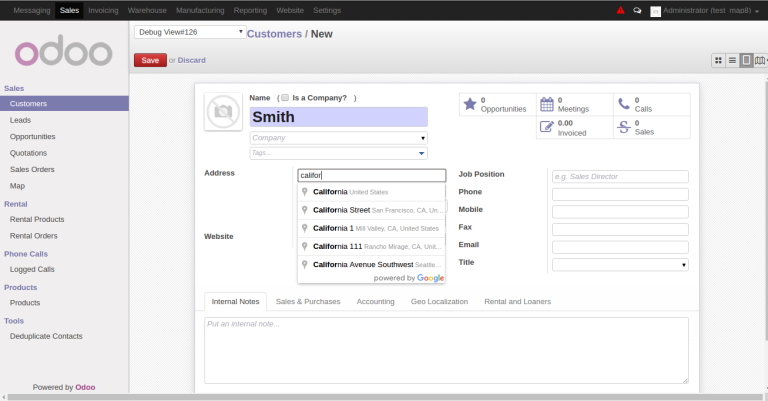 Messaging Sales Invoicing Warehouse Manufacturing Reporting Website Settings Administrator (test_map8)
odoo
Debug View#126
Customers / New
Save or Discard
Sales
Customers
Leads
Opportunities
Quotations
Sales Orders
Map
Rental
Rental Products
Rental Orders
Phone Calls
Logged Calls
Products
Products
Tools
Deduplicate Contacts
Powered by Odoo
Name ( Is a Company? )
Smith
Company
Tags...
0 Opportunities
0 Meetings
0 Calls
0.00 Invoiced
0 Sales
Address
califor
California United States
California Street San Francisco, CA, Un...
California 1 Mill Valley, CA, United States
California 111 Rancho Mirage, CA, Unit...
California Avenue Southwest Seattle...
powered by Google
Website
Job Position e.g. Sales Director
Phone
Mobile
Fax
Email
Title
Internal Notes Sales & Purchases Accounting Geo Localization Rental and Loaners
Put an internal note...